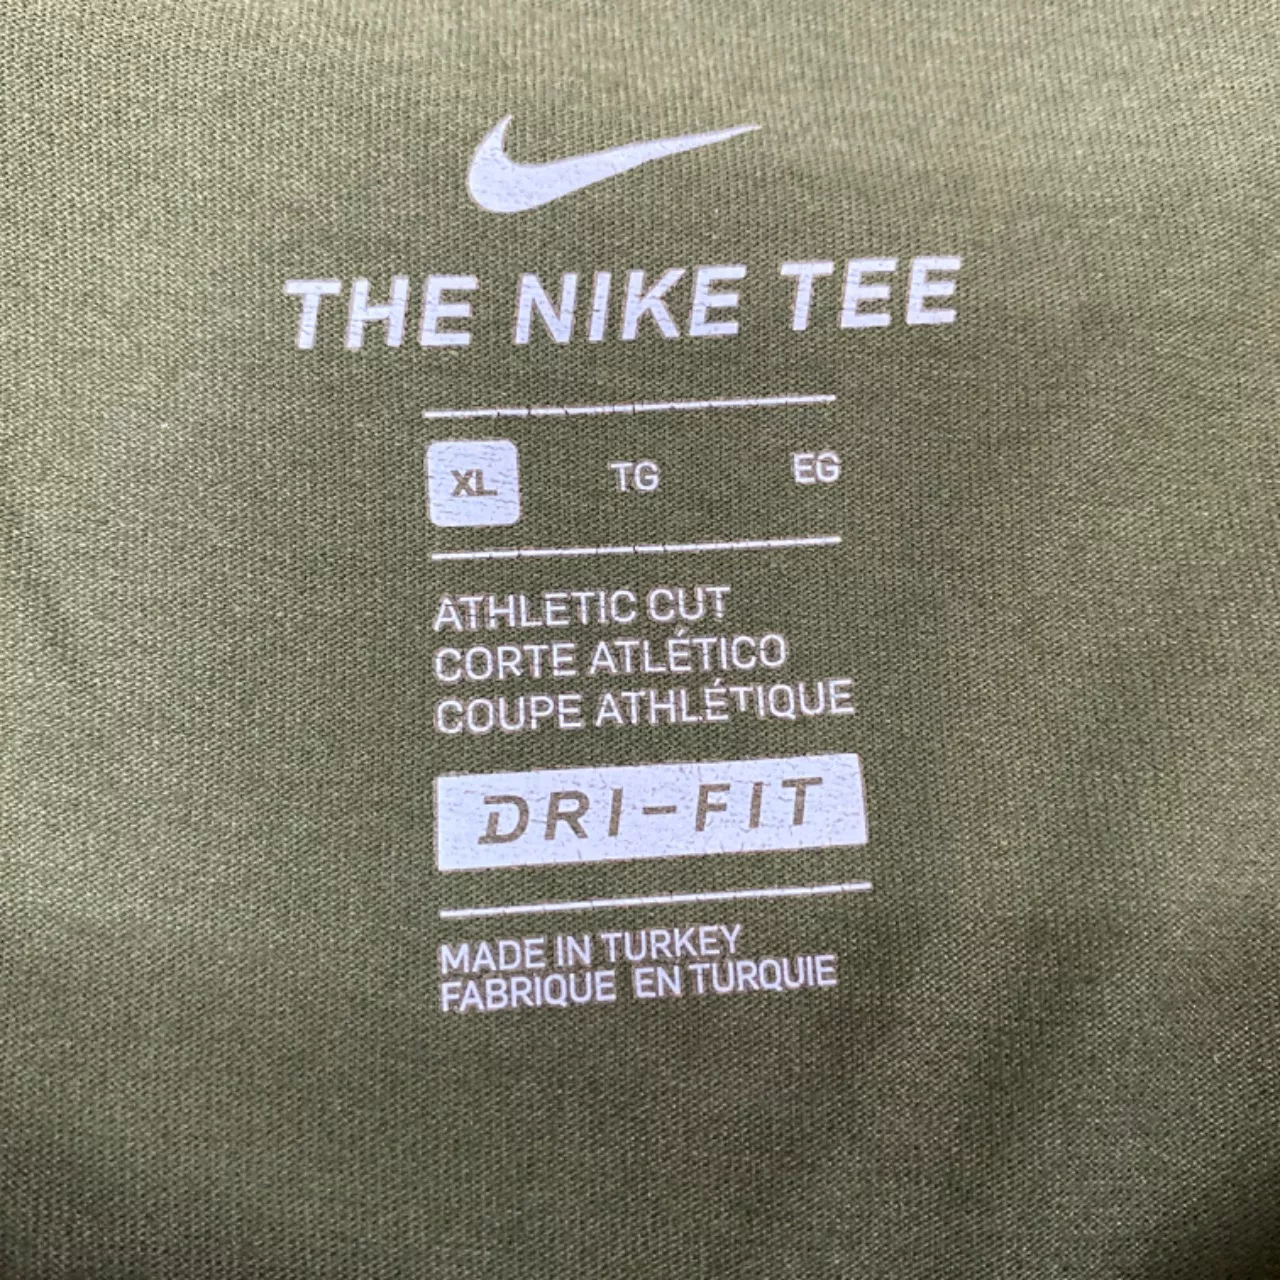 THE NIKE TEE
XL TG EG
ATHLETIC CUT
CORTE ATLÉTICO
COUPE ATHLÉTIQUE
DRI-FIT
MADE IN TURKEY
FABRIQUE EN TURQUIE